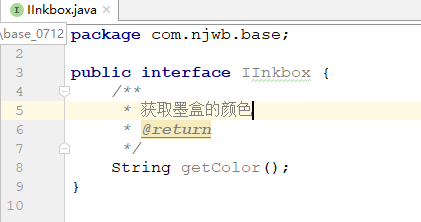 IInkbox.java
\base_0712
package com.njwb.base;
2
3
public interface IInkbox {
4
/**
5
* 获取墨盒的颜色
6
* @return
7
*/
8
String getColor();
9
}
10